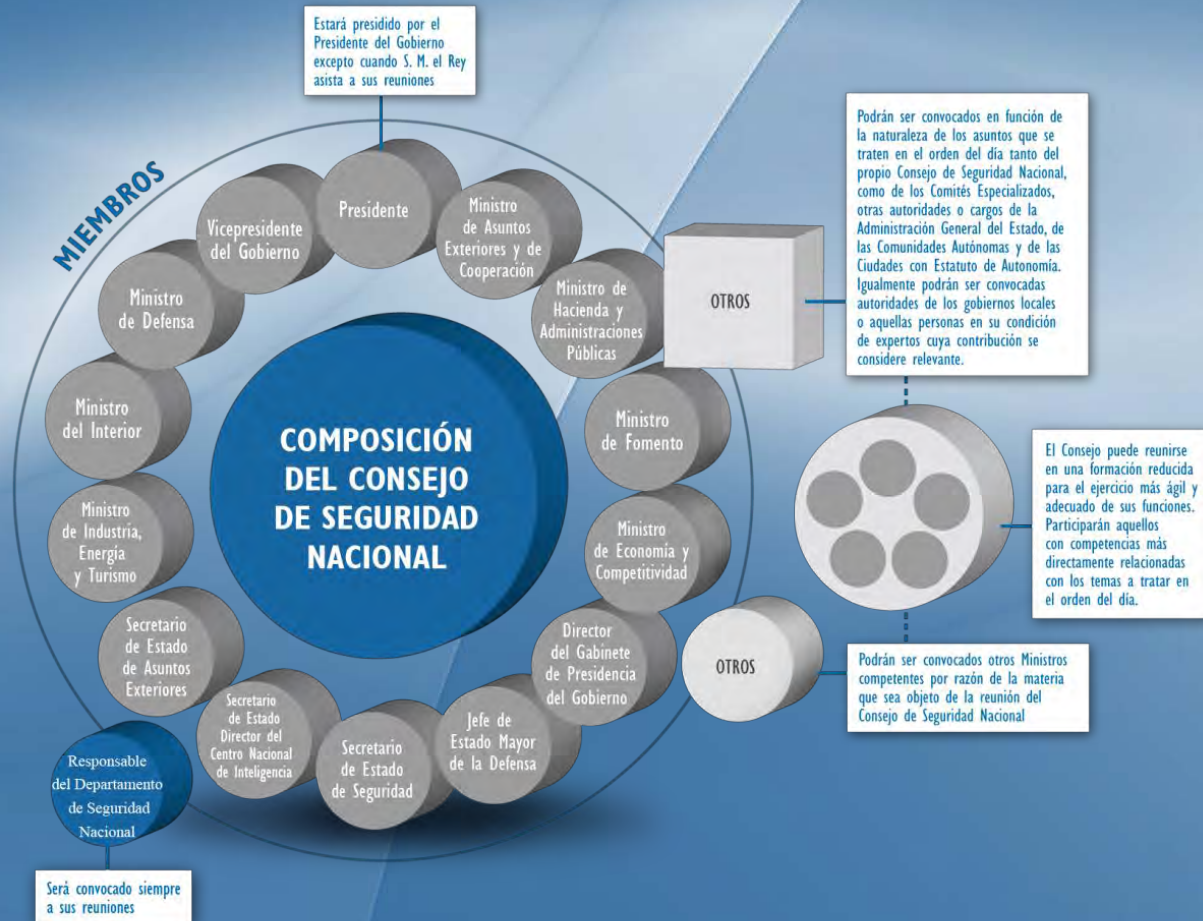 Estará presidido por el
Presidente del Gobierno
excepto cuando S. M. el Rey
asista a sus reuniones
MIEMBROS
Presidente
Ministro
de Asuntos
Exteriores y de
Cooperación
Ministro de
Hacienda y
Administraciones
Públicas
Ministro
de Fomento
Ministro
de Economía y
Competitividad
Director
del Gabinete
de Presidencia
del Gobierno
Jefe de
Estado Mayor
de la Defensa
Secretario
de Estado
de Seguridad
Secretario
de Estado
Director del
Centro Nacional
de Inteligencia
Secretario
de Estado
de Asuntos
Exteriores
Ministro
de Industria,
Energía
y Turismo
Ministro
del Interior
Ministro
de Defensa
Vicepresidente
del Gobierno
COMPOSICIÓN
DEL CONSEJO
DE SEGURIDAD
NACIONAL
Responsable
del Departamento
de Seguridad
Nacional
Será convocado siempre
a sus reuniones
OTROS
Podrán ser convocados en función de
la naturaleza de los asuntos que se
traten en el orden del día tanto del
propio Consejo de Seguridad Nacional,
como de los Comités Especializados,
otras autoridades o cargos de la
Administración General del Estado, de
las Comunidades Autónomas y de las
Ciudades con Estatuto de Autonomía.
Igualmente podrán ser convocadas
autoridades de los gobiernos locales
o aquellas personas en su condición
de expertos cuya contribución se
considere relevante.
El Consejo puede reunirse
en una formación reducida
para el ejercicio más ágil y
adecuado de sus funciones.
Participarán aquellos
con competencias más
directamente relacionadas
con los temas a tratar en
el orden del día.
OTROS
Podrán ser convocados otros Ministros
competentes por razón de la materia
que sea objeto de la reunión del
Consejo de Seguridad Nacional